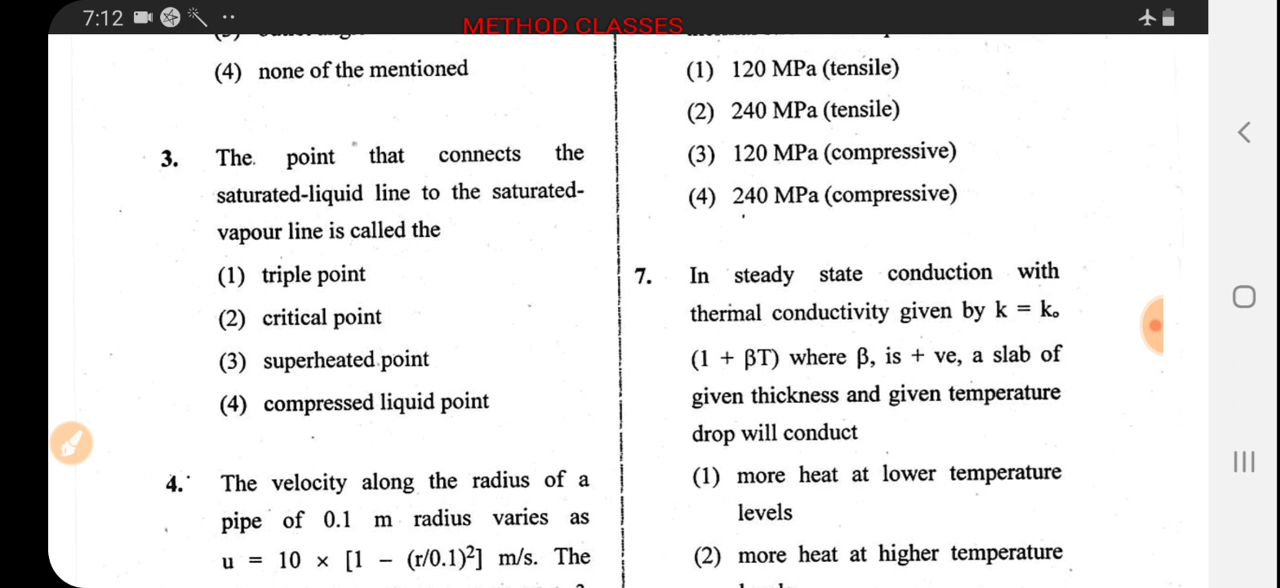 7:12
METHOD CLASSES
(4) none of the mentioned
3. The point that connects the
saturated-liquid line to the saturated-
vapour line is called the
(1) triple point
(2) critical point
(3) superheated point
(4) compressed liquid point
4. The velocity along the radius of a
pipe of 0.1 m radius varies as
u = 10 × [1 − (r/0.1)²] m/s. The
(1) 120 MPa (tensile)
(2) 240 MPa (tensile)
(3) 120 MPa (compressive)
(4) 240 MPa (compressive)
7. In steady state conduction with
thermal conductivity given by k = kₒ
(1 + βT) where β, is + ve, a slab of
given thickness and given temperature
drop will conduct
(1) more heat at lower temperature
levels
(2) more heat at higher temperature